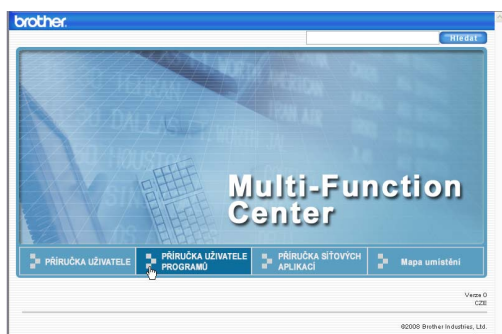 brother.
Hledat
Multi-Function
Center
PŘÍRUČKA UŽIVATELE
PŘÍRUČKA UŽIVATELE
PROGRAMŮ
PŘÍRUČKA SÍŤOVÝCH
APLIKACÍ
Mapa umístění
Verze 0
CZE
©2008 Brother Industries, Ltd.